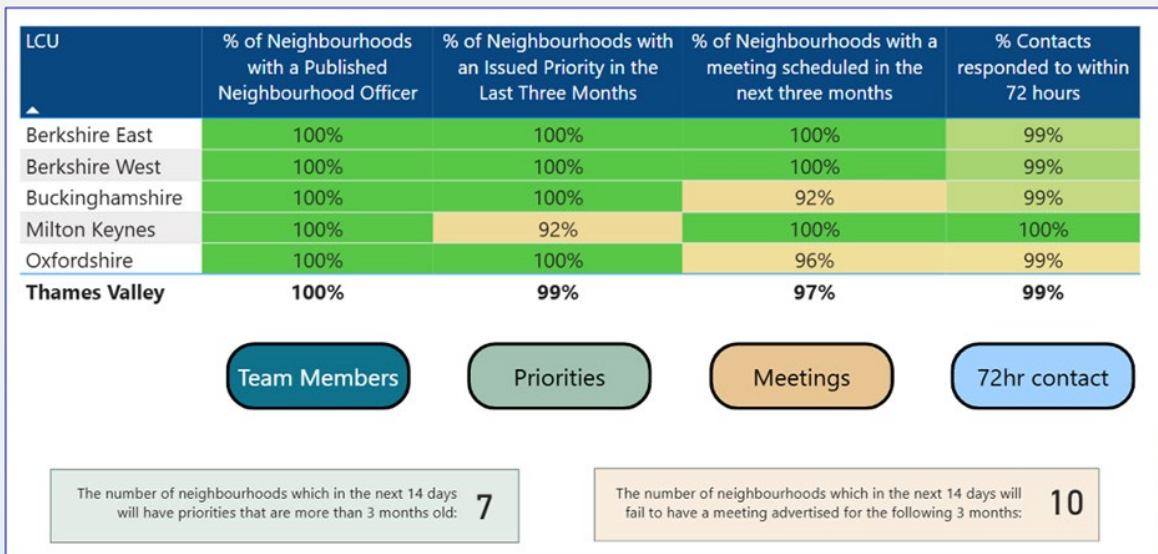 LCU
% of Neighbourhoods with a Published Neighbourhood Officer
% of Neighbourhoods with an Issued Priority in the Last Three Months
% of Neighbourhoods with a meeting scheduled in the next three months
% Contacts responded to within 72 hours
Berkshire East 100% 100% 100% 99%
Berkshire West 100% 100% 100% 99%
Buckinghamshire 100% 100% 92% 99%
Milton Keynes 100% 92% 100% 100%
Oxfordshire 100% 100% 96% 99%
Thames Valley 100% 99% 97% 99%
Team Members
Priorities
Meetings
72hr contact
The number of neighbourhoods which in the next 14 days
will have priorities that are more than 3 months old: 7
The number of neighbourhoods which in the next 14 days will
fail to have a meeting advertised for the following 3 months: 10